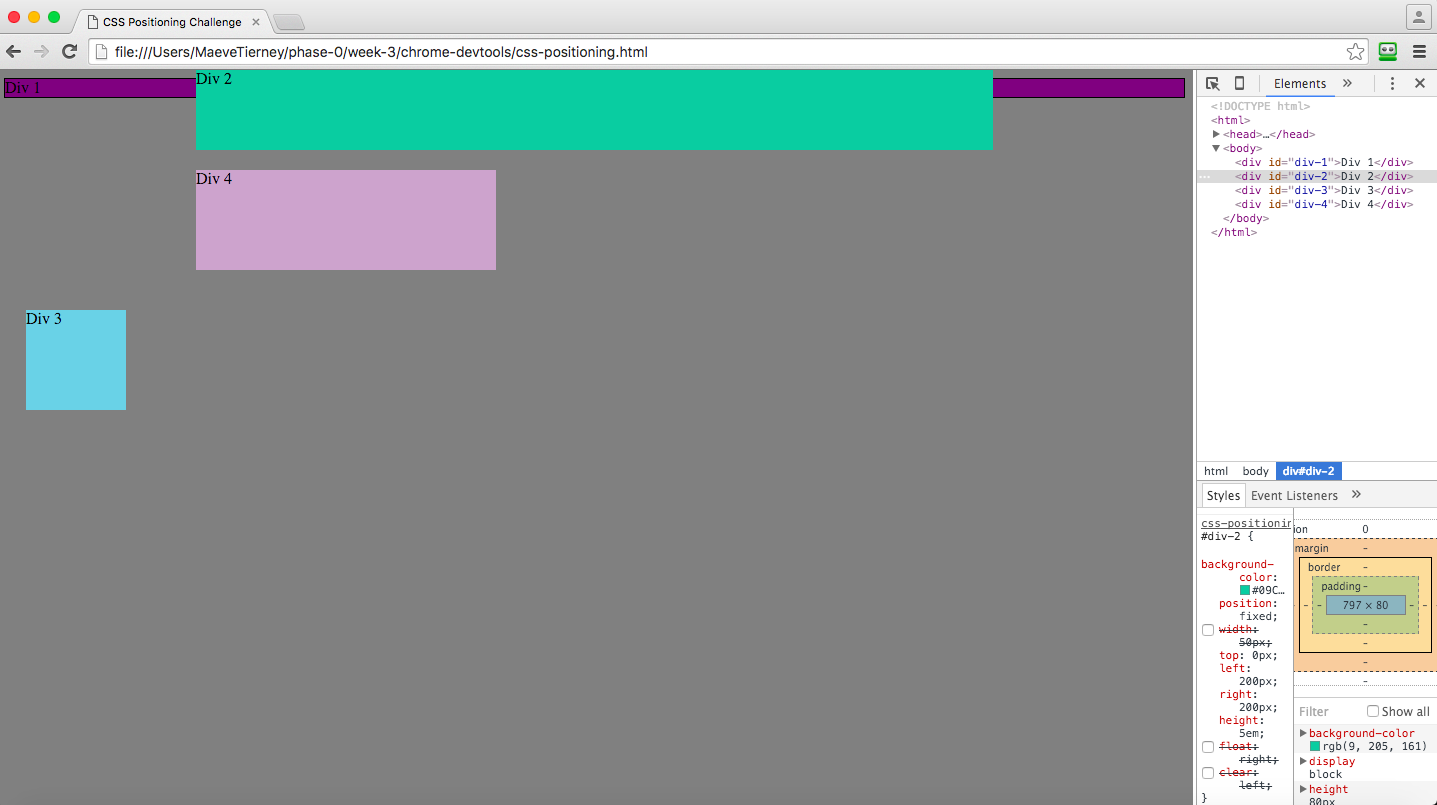 CSS Positioning Challenge
file:///Users/MaeveTierney/phase-0/week-3/chrome-devtools/css-positioning.html
Div 1
Div 2
Div 4
Div 3
Elements
<!DOCTYPE html>
<html>
<head>…</head>
<body>
<div id="div-1">Div 1</div>
<div id="div-2">Div 2</div>
<div id="div-3">Div 3</div>
<div id="div-4">Div 4</div>
</body>
</html>
html body div#div-2
Styles Event Listeners
css-positionin
#div-2 {
background-
color:
#09C…
position:
fixed;
width:
50px;
top: 0px;
left:
200px;
right:
200px;
height:
5em;
float:
right;
clear:
left;
}
ion 0
margin -
border -
padding -
- - 797 × 80 - -
-
-
-
-
Filter Show all
background-color
rgb(9, 205, 161)
display
block
height
80px